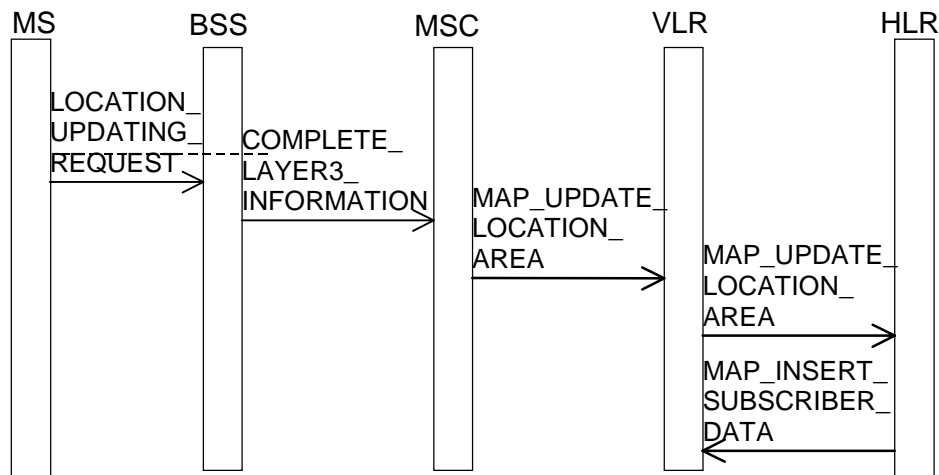 MS
BSS
MSC
VLR
HLR
LOCATION_
UPDATING_
REQUEST
COMPLETE_
LAYER3_
INFORMATION
MAP_UPDATE_
LOCATION_
AREA
MAP_UPDATE_
LOCATION_
AREA
MAP_INSERT_
SUBSCRIBER_
DATA